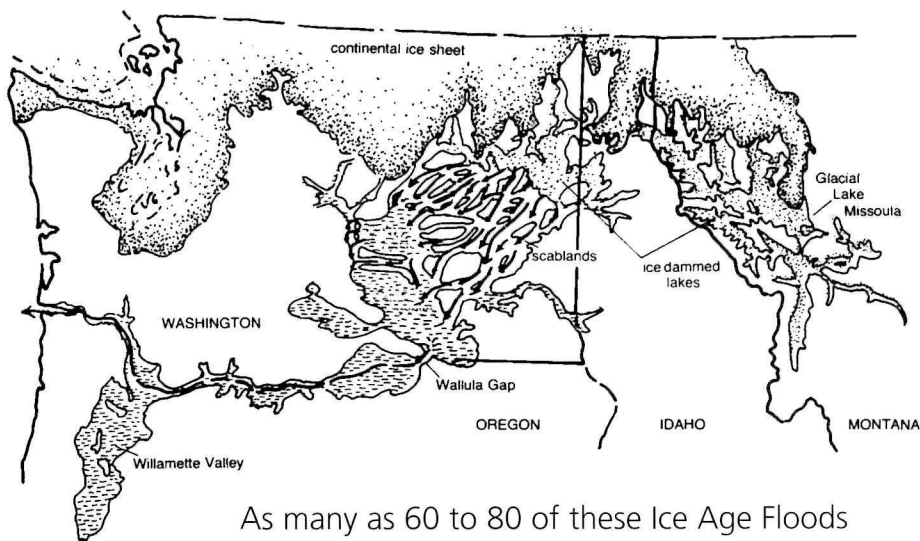 continental ice sheet
Glacial
Lake
Missoula
scablands
ice dammed
lakes
WASHINGTON
Wallula Gap
OREGON
IDAHO
MONTANA
Willamette Valley
As many as 60 to 80 of these Ice Age Floods